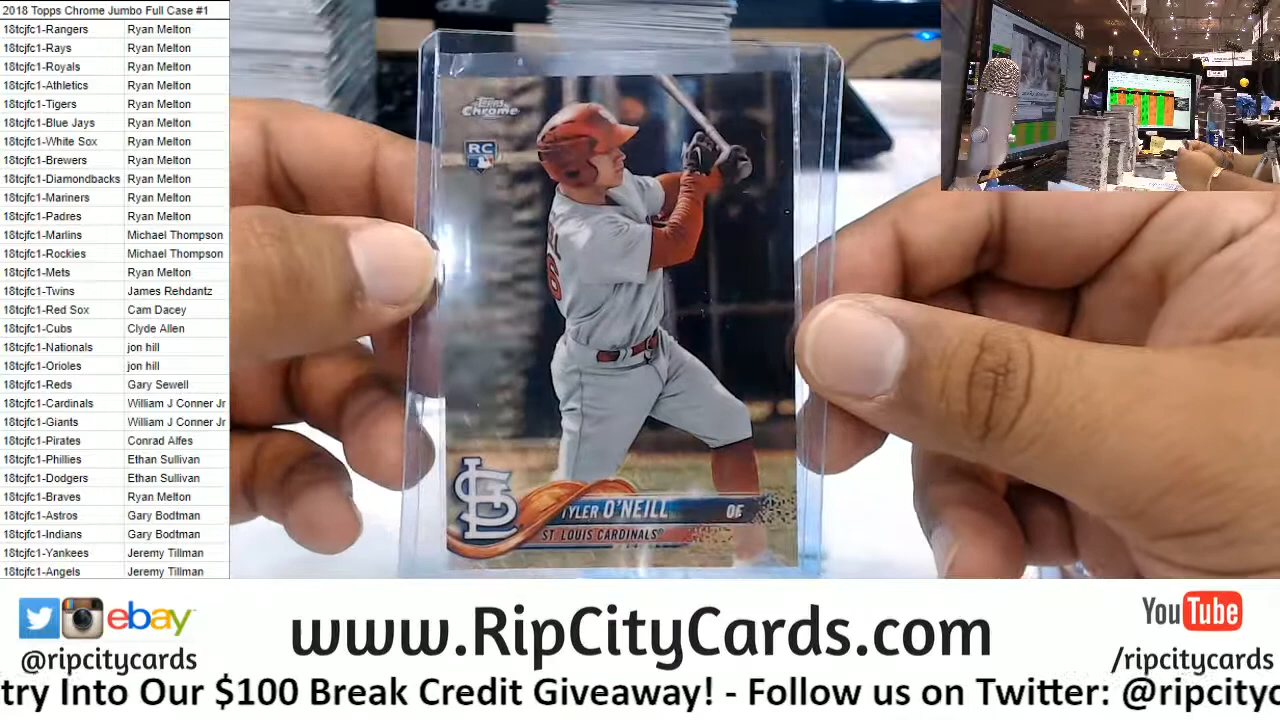 2018 Topps Chrome Jumbo Full Case #1
18tcjfc1-Rangers Ryan Melton
18tcjfc1-Rays Ryan Melton
18tcjfc1-Royals Ryan Melton
18tcjfc1-Athletics Ryan Melton
18tcjfc1-Tigers Ryan Melton
18tcjfc1-Blue Jays Ryan Melton
18tcjfc1-White Sox Ryan Melton
18tcjfc1-Brewers Ryan Melton
18tcjfc1-Diamondbacks Ryan Melton
18tcjfc1-Mariners Ryan Melton
18tcjfc1-Padres Ryan Melton
18tcjfc1-Marlins Michael Thompson
18tcjfc1-Rockies Michael Thompson
18tcjfc1-Mets Ryan Melton
18tcjfc1-Twins James Rehdantz
18tcjfc1-Red Sox Cam Dacey
18tcjfc1-Cubs Clyde Allen
18tcjfc1-Nationals jon hill
18tcjfc1-Orioles jon hill
18tcjfc1-Reds Gary Sewell
18tcjfc1-Cardinals William J Conner Jr
18tcjfc1-Giants William J Conner Jr
18tcjfc1-Pirates Conrad Alfes
18tcjfc1-Phillies Ethan Sullivan
18tcjfc1-Dodgers Ethan Sullivan
18tcjfc1-Braves Ryan Melton
18tcjfc1-Astros Gary Bodtman
18tcjfc1-Indians Gary Bodtman
18tcjfc1-Yankees Jeremy Tillman
18tcjfc1-Angels Jeremy Tillman
Topps
Chrome
RC
STL
TYLER O'NEILL OF
ST. LOUIS CARDINALS®
ebay
@ripcitycards
www.RipCityCards.com
YouTube
/ripcitycards
try Into Our $100 Break Credit Giveaway! - Follow us on Twitter: @ripcityc